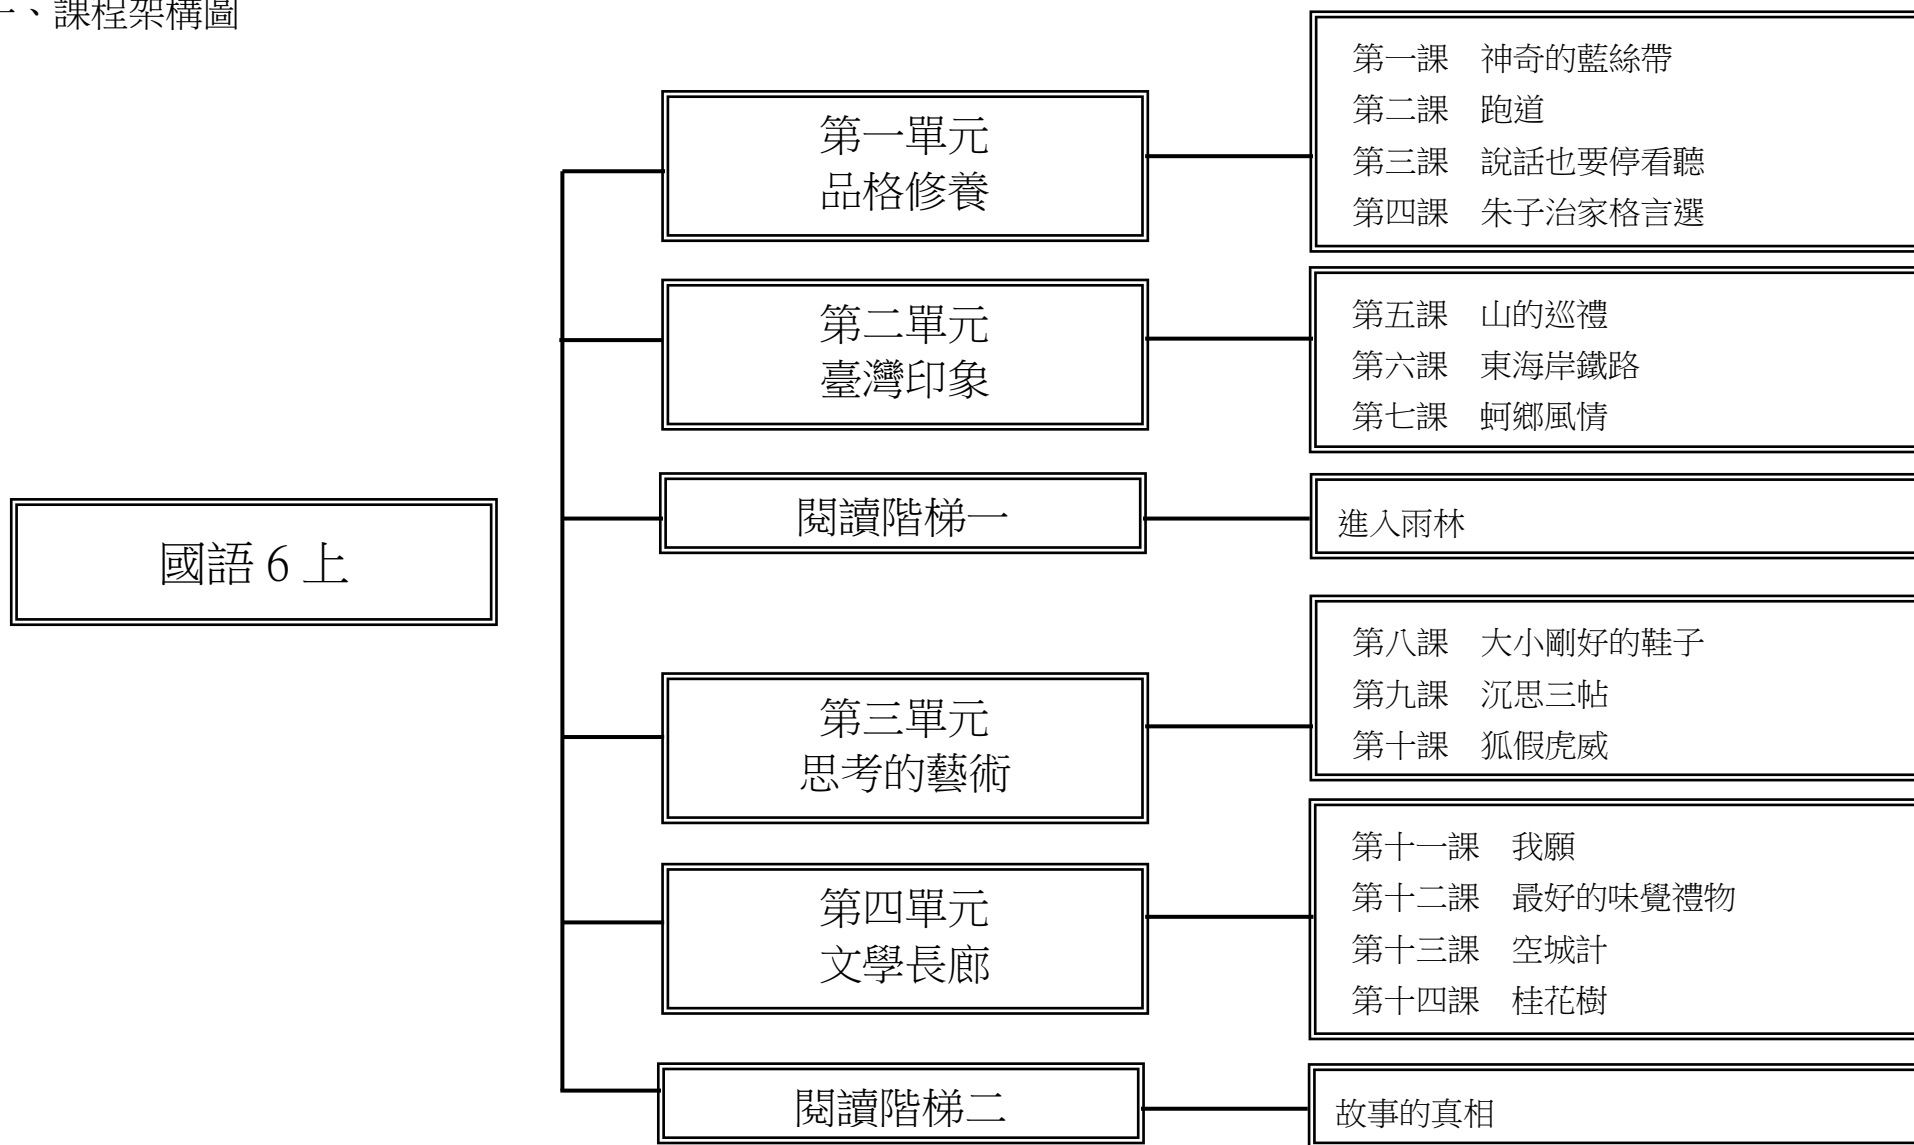 一、課程架構圖
國語 6 上
第一單元
品格修養
第一課 神奇的藍絲帶
第二課 跑道
第三課 說話也要停看聽
第四課 朱子治家格言選
第二單元
臺灣印象
第五課 山的巡禮
第六課 東海岸鐵路
第七課 蚵鄉風情
閱讀階梯一
進入雨林
第三單元
思考的藝術
第八課 大小剛好的鞋子
第九課 沉思三帖
第十課 狐假虎威
第四單元
文學長廊
第十一課 我願
第十二課 最好的味覺禮物
第十三課 空城計
第十四課 桂花樹
閱讀階梯二
故事的真相